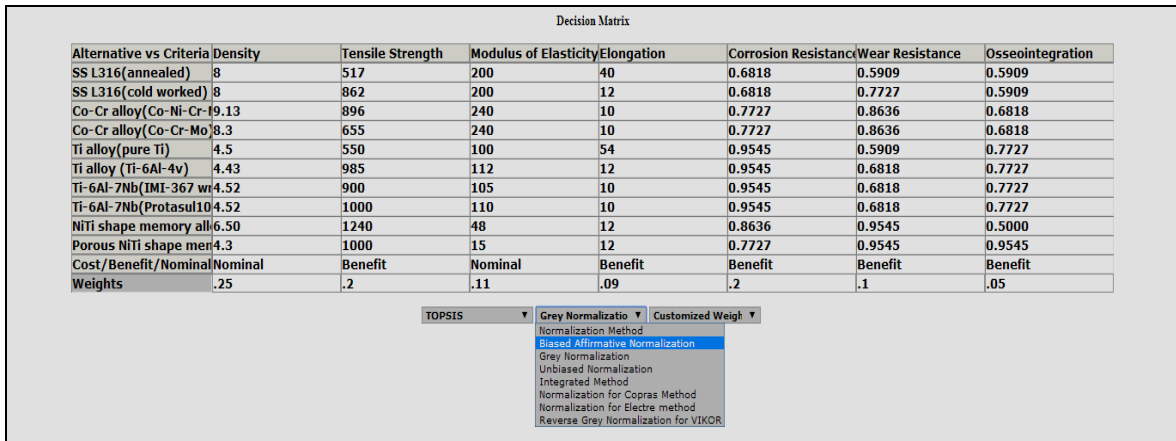 Decision Matrix
Alternative vs Criteria Density Tensile Strength Modulus of Elasticity Elongation Corrosion Resistance Wear Resistance Osseointegration
SS L316(annealed) 8 517 200 40 0.6818 0.5909 0.5909
SS L316(cold worked) 8 862 200 12 0.6818 0.7727 0.5909
Co-Cr alloy(Co-Ni-Cr- 9.13 896 240 10 0.7727 0.8636 0.6818
Co-Cr alloy(Co-Cr-Mo) 8.3 655 240 10 0.7727 0.8636 0.6818
Ti alloy(pure Ti) 4.5 550 100 54 0.9545 0.5909 0.7727
Ti alloy (Ti-6Al-4v) 4.43 985 112 12 0.9545 0.6818 0.7727
Ti-6Al-7Nb(IMI-367 wr 4.52 900 105 10 0.9545 0.6818 0.7727
Ti-6Al-7Nb(Protasul10 4.52 1000 110 10 0.9545 0.6818 0.7727
NiTi shape memory all 6.50 1240 48 12 0.8636 0.9545 0.5000
Porous NiTi shape mem 4.3 1000 15 12 0.7727 0.9545 0.9545
Cost/Benefit/Nominal Nominal Benefit Nominal Benefit Benefit Benefit Benefit
Weights .25 .2 .11 .09 .2 .1 .05
TOPSIS Grey Normalizatio Customized Weigh
Normalization Method
Biased Affirmative Normalization
Grey Normalization
Unbiased Normalization
Integrated Method
Normalization for Copras Method
Normalization for Electre method
Reverse Grey Normalization for VIKOR